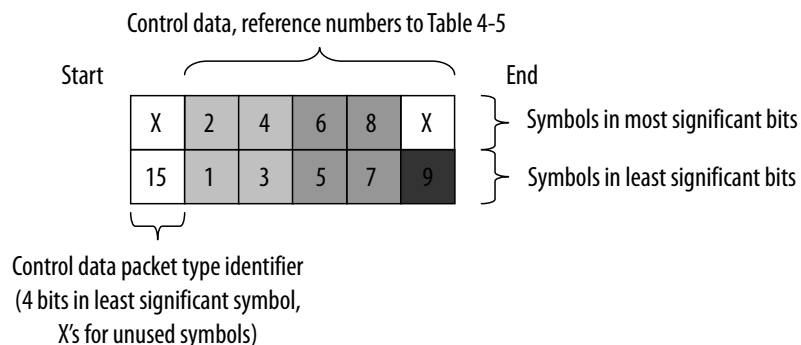 Control data, reference numbers to Table 4-5
Start
End
X 2 4 6 8 X
Symbols in most significant bits
15 1 3 5 7 9
Symbols in least significant bits
Control data packet type identifier
(4 bits in least significant symbol,
X's for unused symbols)